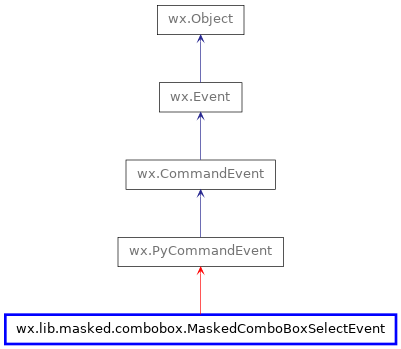 wx.Object
wx.Event
wx.CommandEvent
wx.PyCommandEvent
wx.lib.masked.combobox.MaskedComboBoxSelectEvent